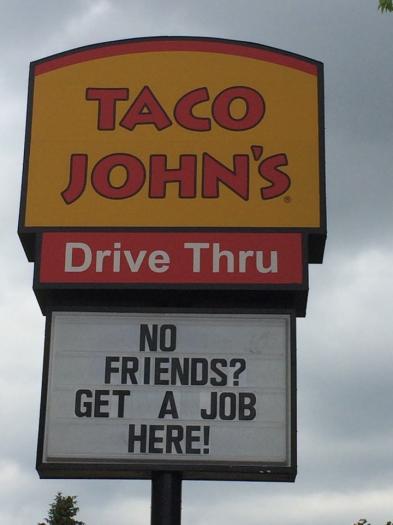 TACO
JOHN'S
Drive Thru
NO
FRIENDS?
GET A JOB
HERE!